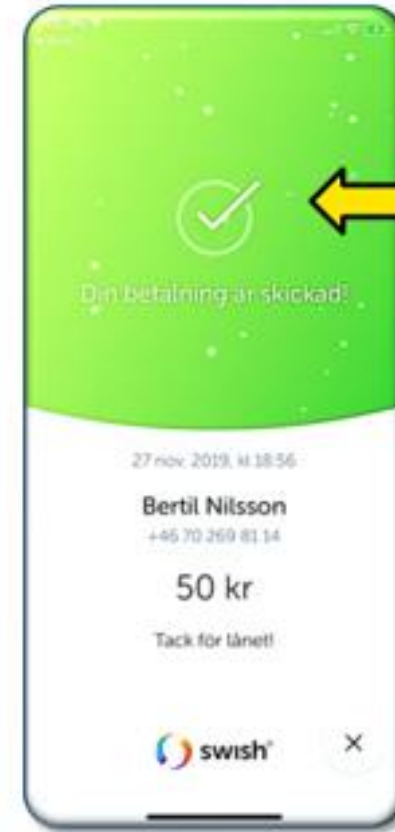 Din betalning är skickad!
27 nov. 2019, kl 18:56
Bertil Nilsson
+46 70 269 81 14
50 kr
Tack för lånet!
swish